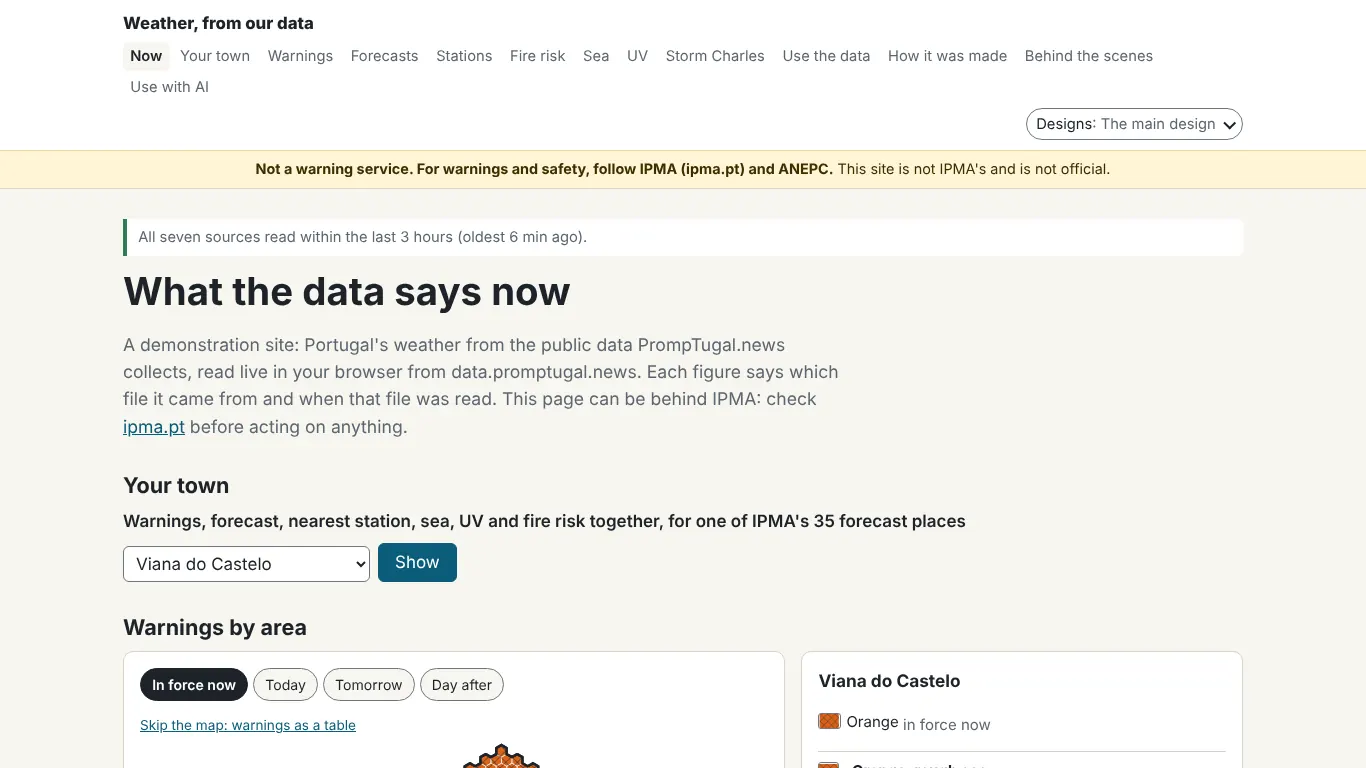 Weather, from our data
Now Your town Warnings Forecasts Stations Fire risk Sea UV Storm Charles Use the data How it was made Behind the scenes
Use with AI
Designs: The main design
Not a warning service. For warnings and safety, follow IPMA (ipma.pt) and ANEPC. This site is not IPMA's and is not official.
All seven sources read within the last 3 hours (oldest 6 min ago).
What the data says now
A demonstration site: Portugal's weather from the public data PrompTugal.news
collects, read live in your browser from data.promptugal.news. Each figure says which
file it came from and when that file was read. This page can be behind IPMA: check
ipma.pt before acting on anything.
Your town
Warnings, forecast, nearest station, sea, UV and fire risk together, for one of IPMA's 35 forecast places
Viana do Castelo
Show
Warnings by area
In force now Today Tomorrow Day after
Skip the map: warnings as a table
Viana do Castelo
Orange in force now